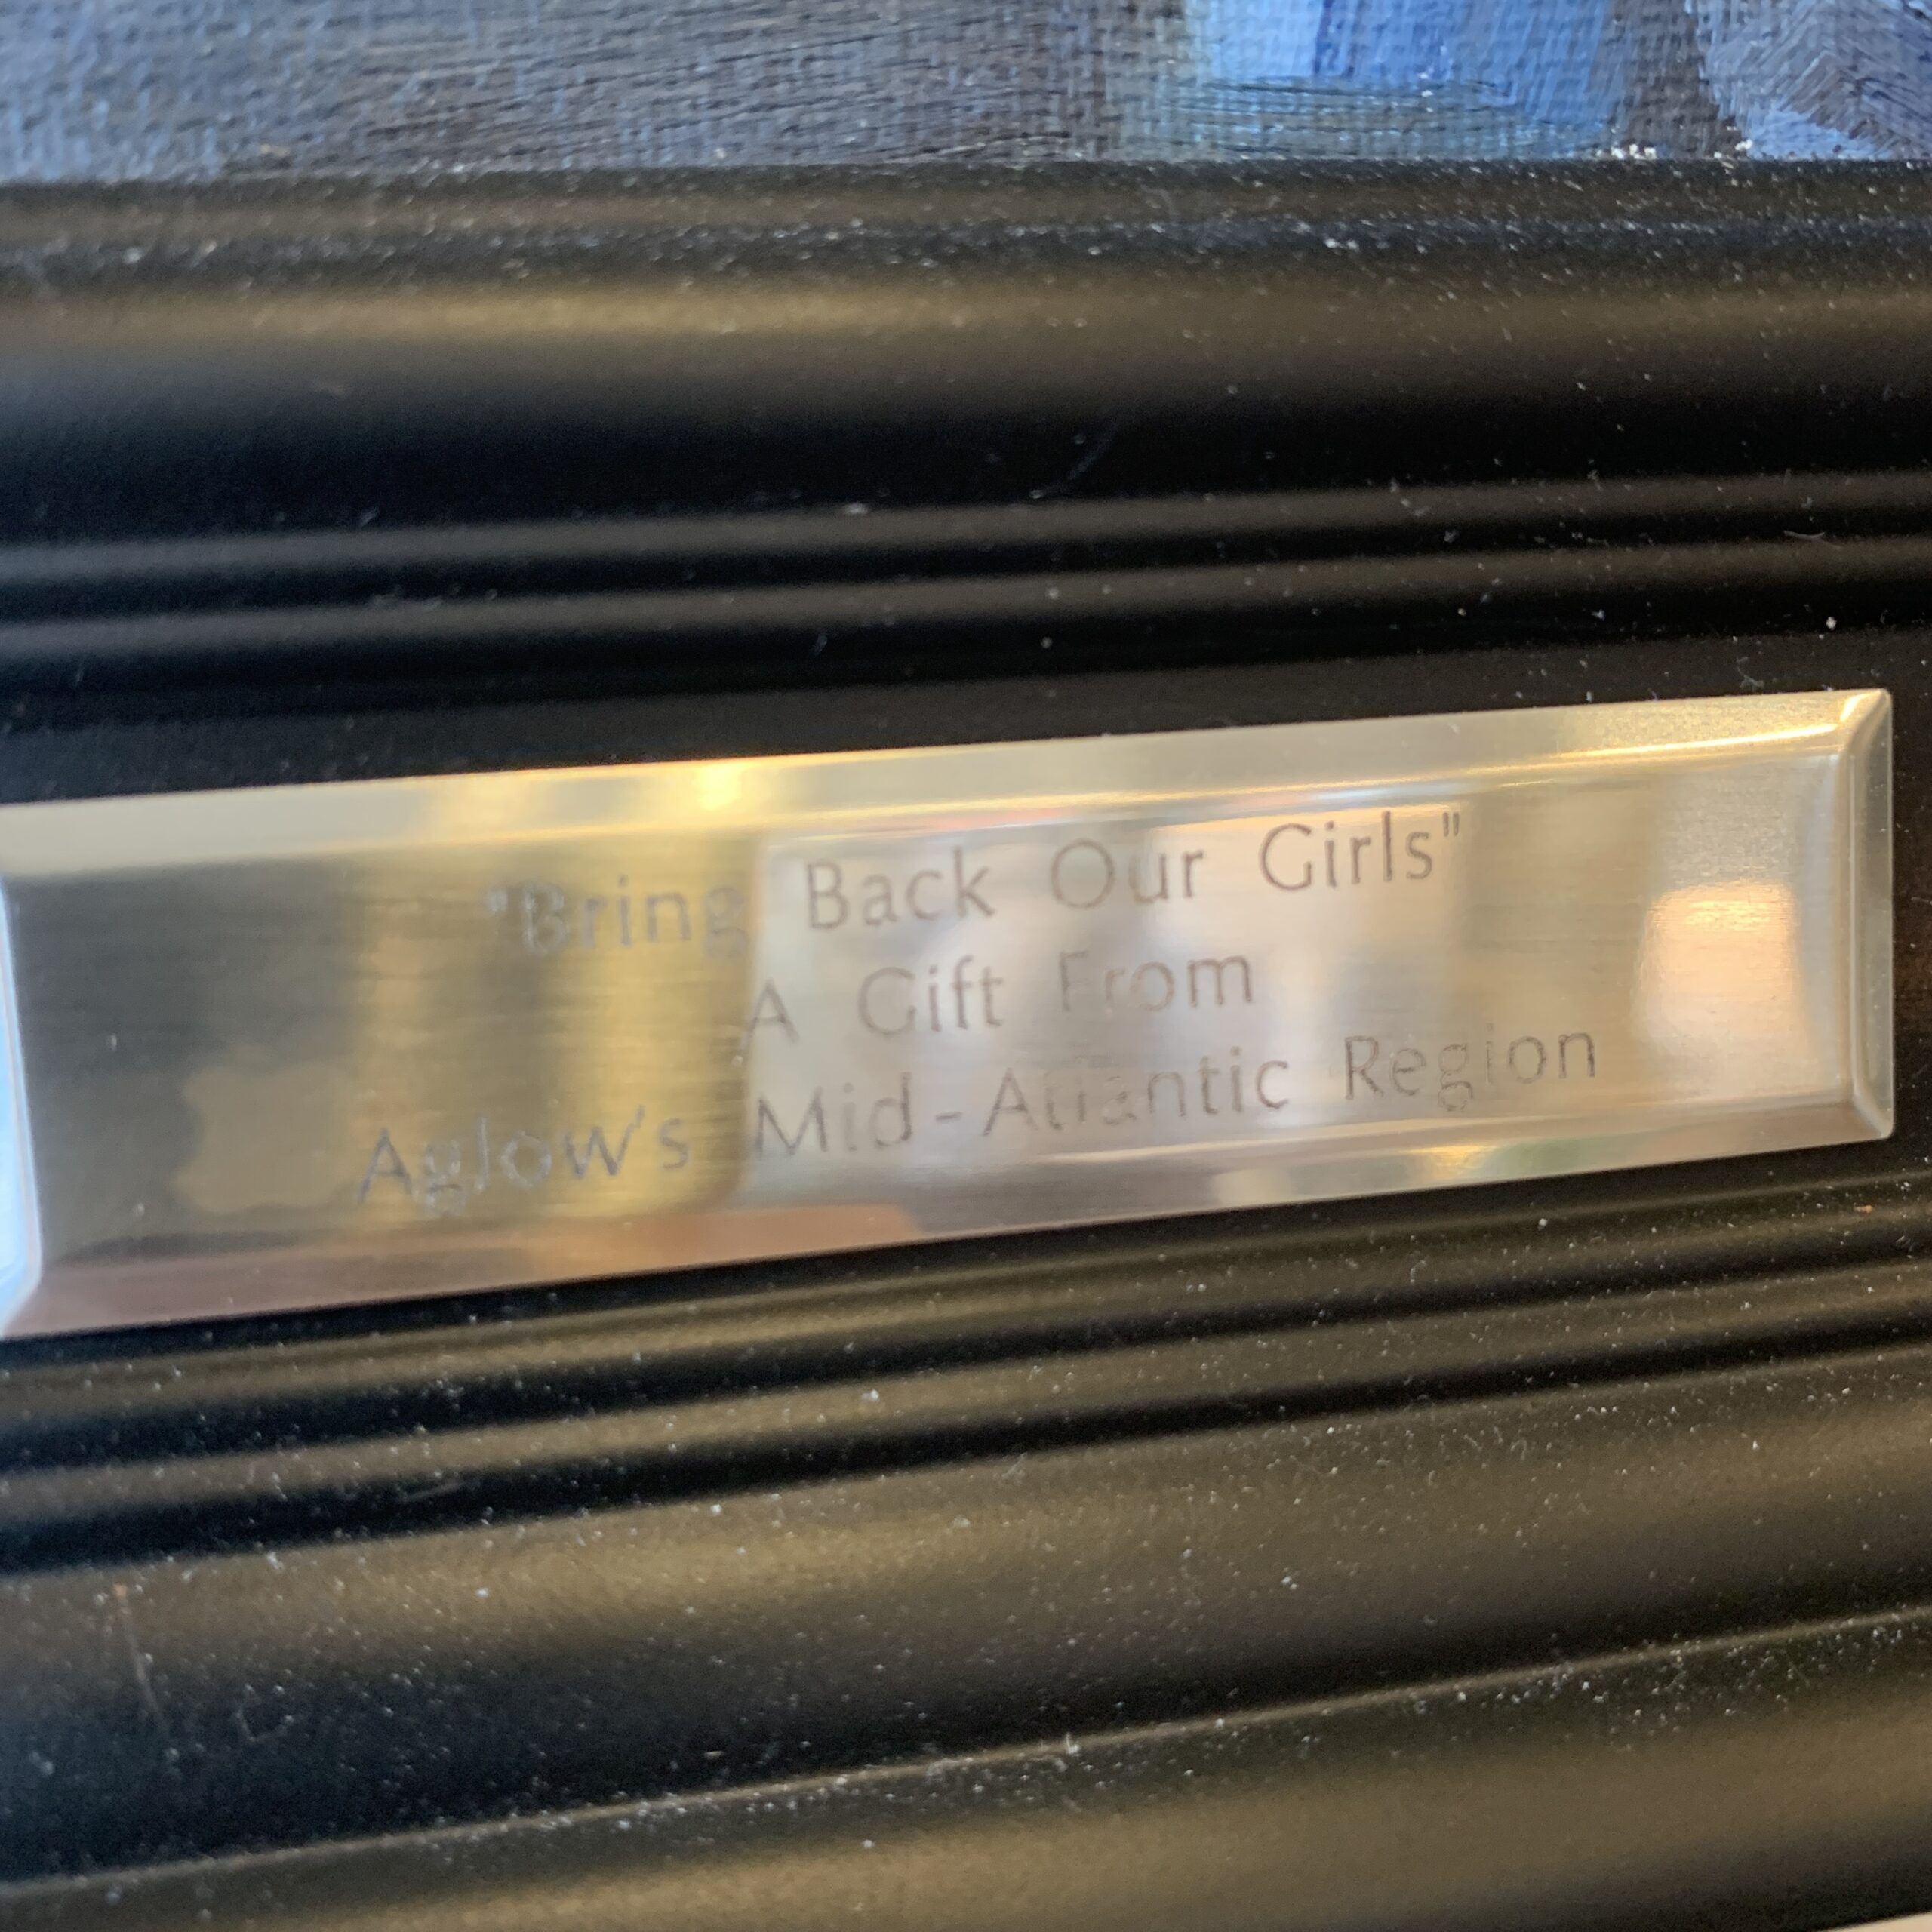 "Bring Back Our Girls"
A Gift From
Aglow's Mid-Atlantic Region